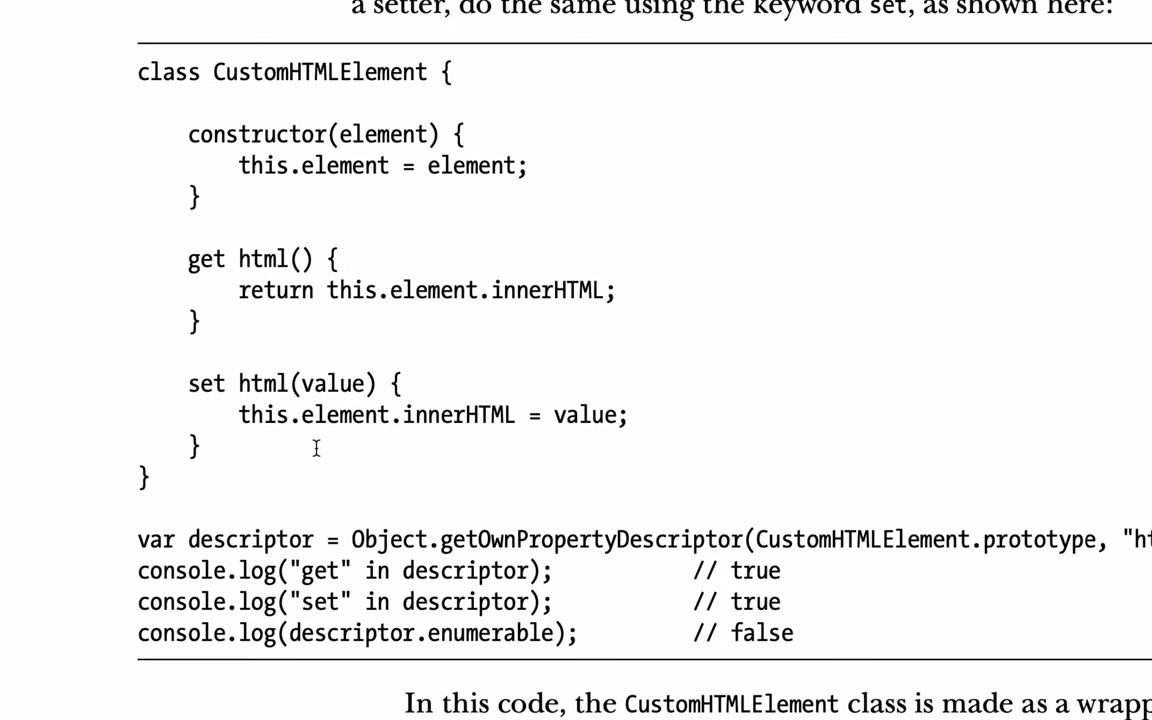 a setter, do the same using the keyword set, as shown here:
class CustomHTMLElement {
constructor(element) {
this.element = element;
}
get html() {
return this.element.innerHTML;
}
set html(value) {
this.element.innerHTML = value;
}
}
var descriptor = Object.getOwnPropertyDescriptor(CustomHTMLElement.prototype, "ht
console.log("get" in descriptor); // true
console.log("set" in descriptor); // true
console.log(descriptor.enumerable); // false
In this code, the CustomHTMLElement class is made as a wrapp